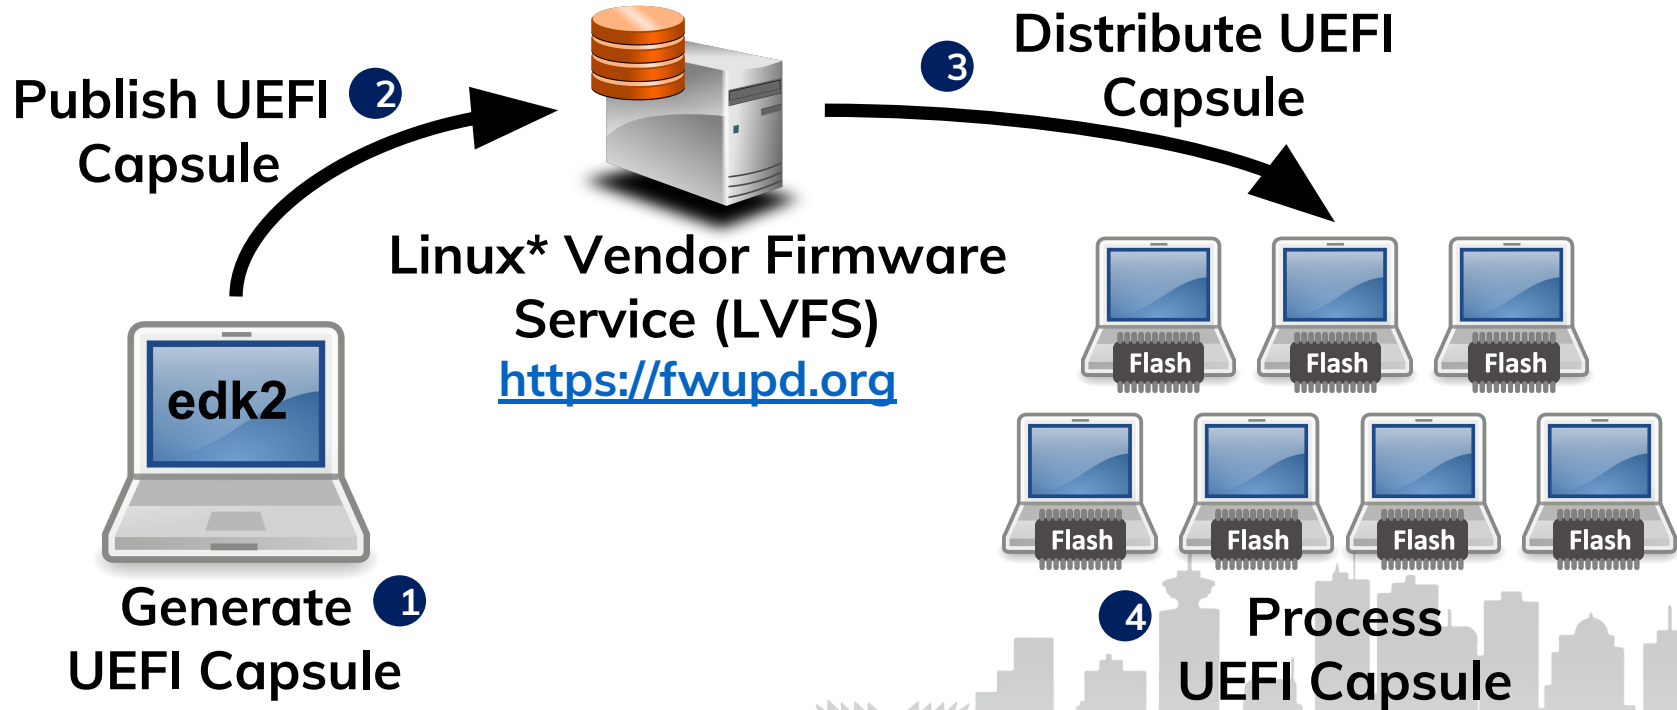 Publish UEFI
Capsule
2
3
Distribute UEFI
Capsule
Linux* Vendor Firmware
Service (LVFS)
https://fwupd.org
edk2
Generate
UEFI Capsule
1
Flash
Flash
Flash
Flash
Flash
Flash
Flash
4
Process
UEFI Capsule